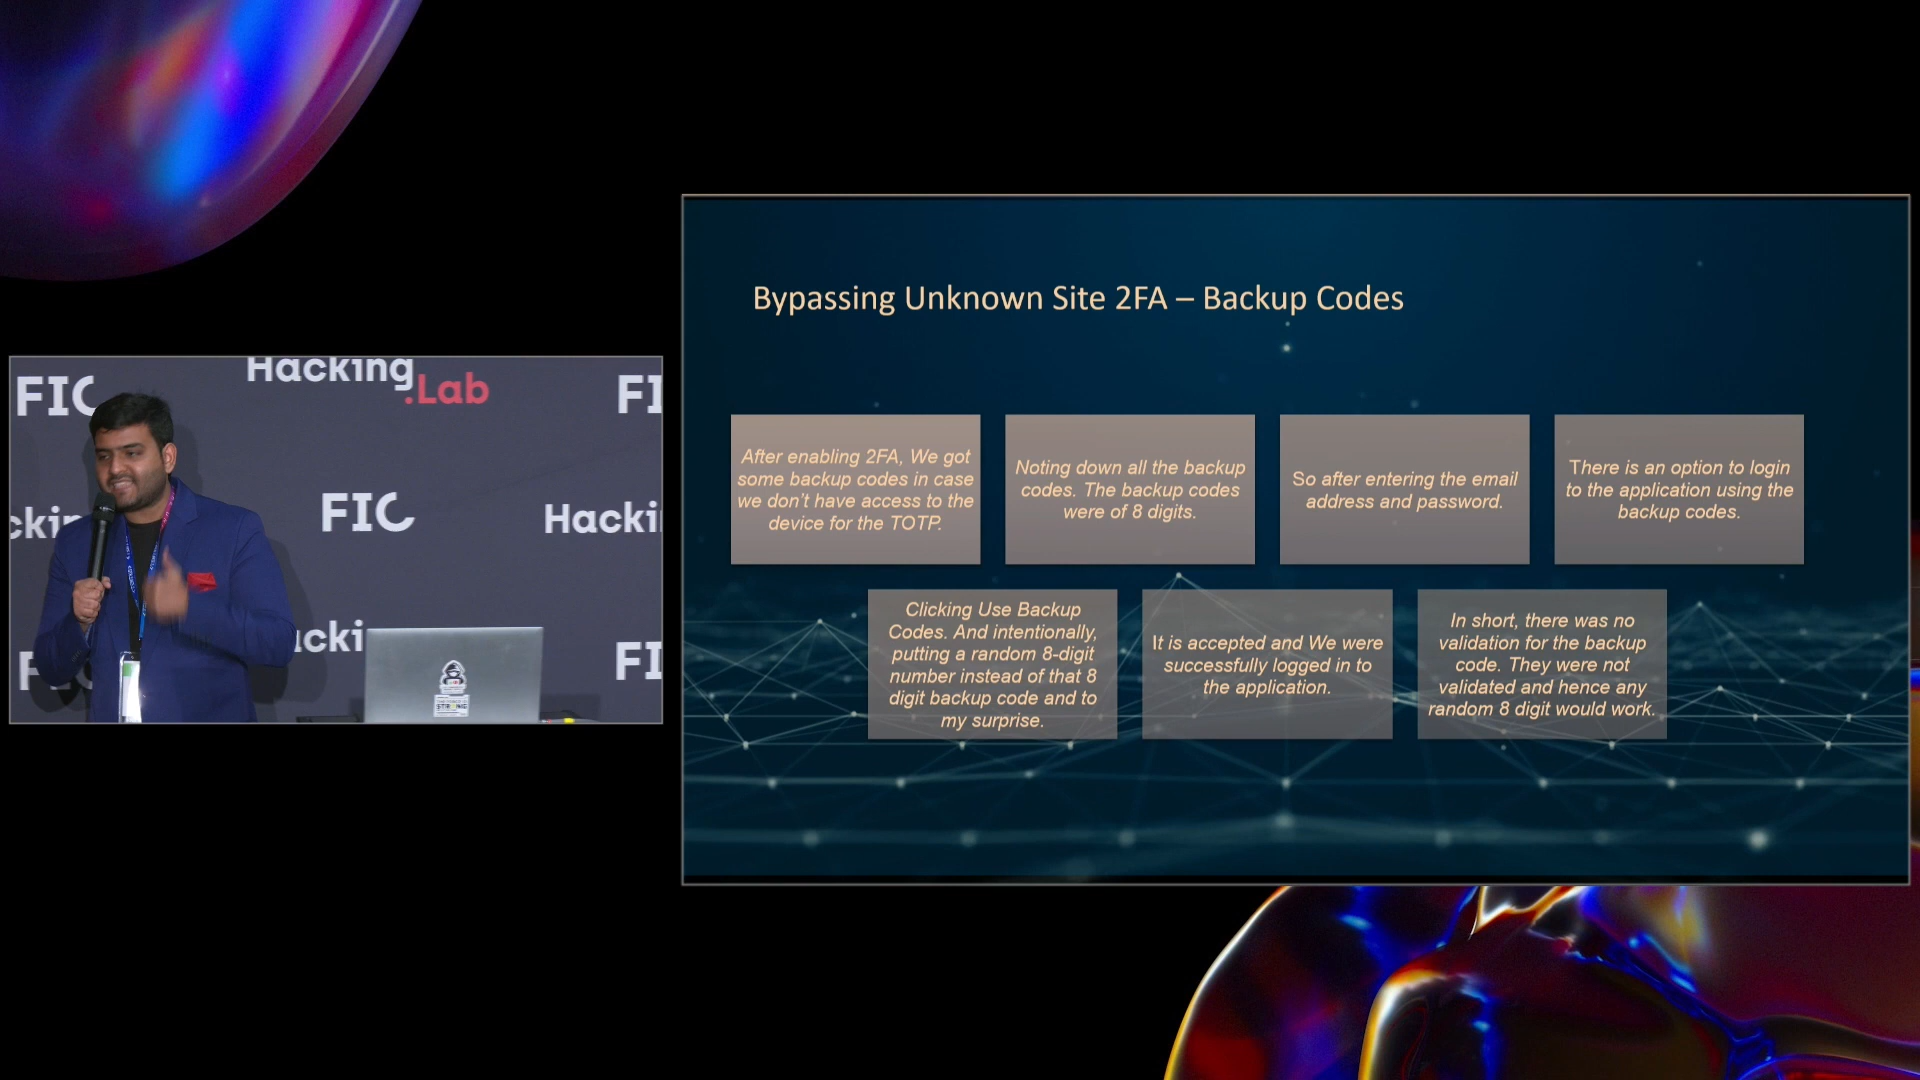 Hacking
.Lab
FIC
FI
FIC
ckin
Hacki
cki
F
FI
Bypassing Unknown Site 2FA – Backup Codes
After enabling 2FA, We got
some backup codes in case
we don't have access to the
device for the TOTP.
Noting down all the backup
codes. The backup codes
were of 8 digits.
So after entering the email
address and password.
There is an option to login
to the application using the
backup codes.
Clicking Use Backup
Codes. And intentionally,
putting a random 8-digit
number instead of that 8
digit backup code and to
my surprise.
It is accepted and We were
successfully logged in to
the application.
In short, there was no
validation for the backup
code. They were not
validated and hence any
random 8 digit would work.